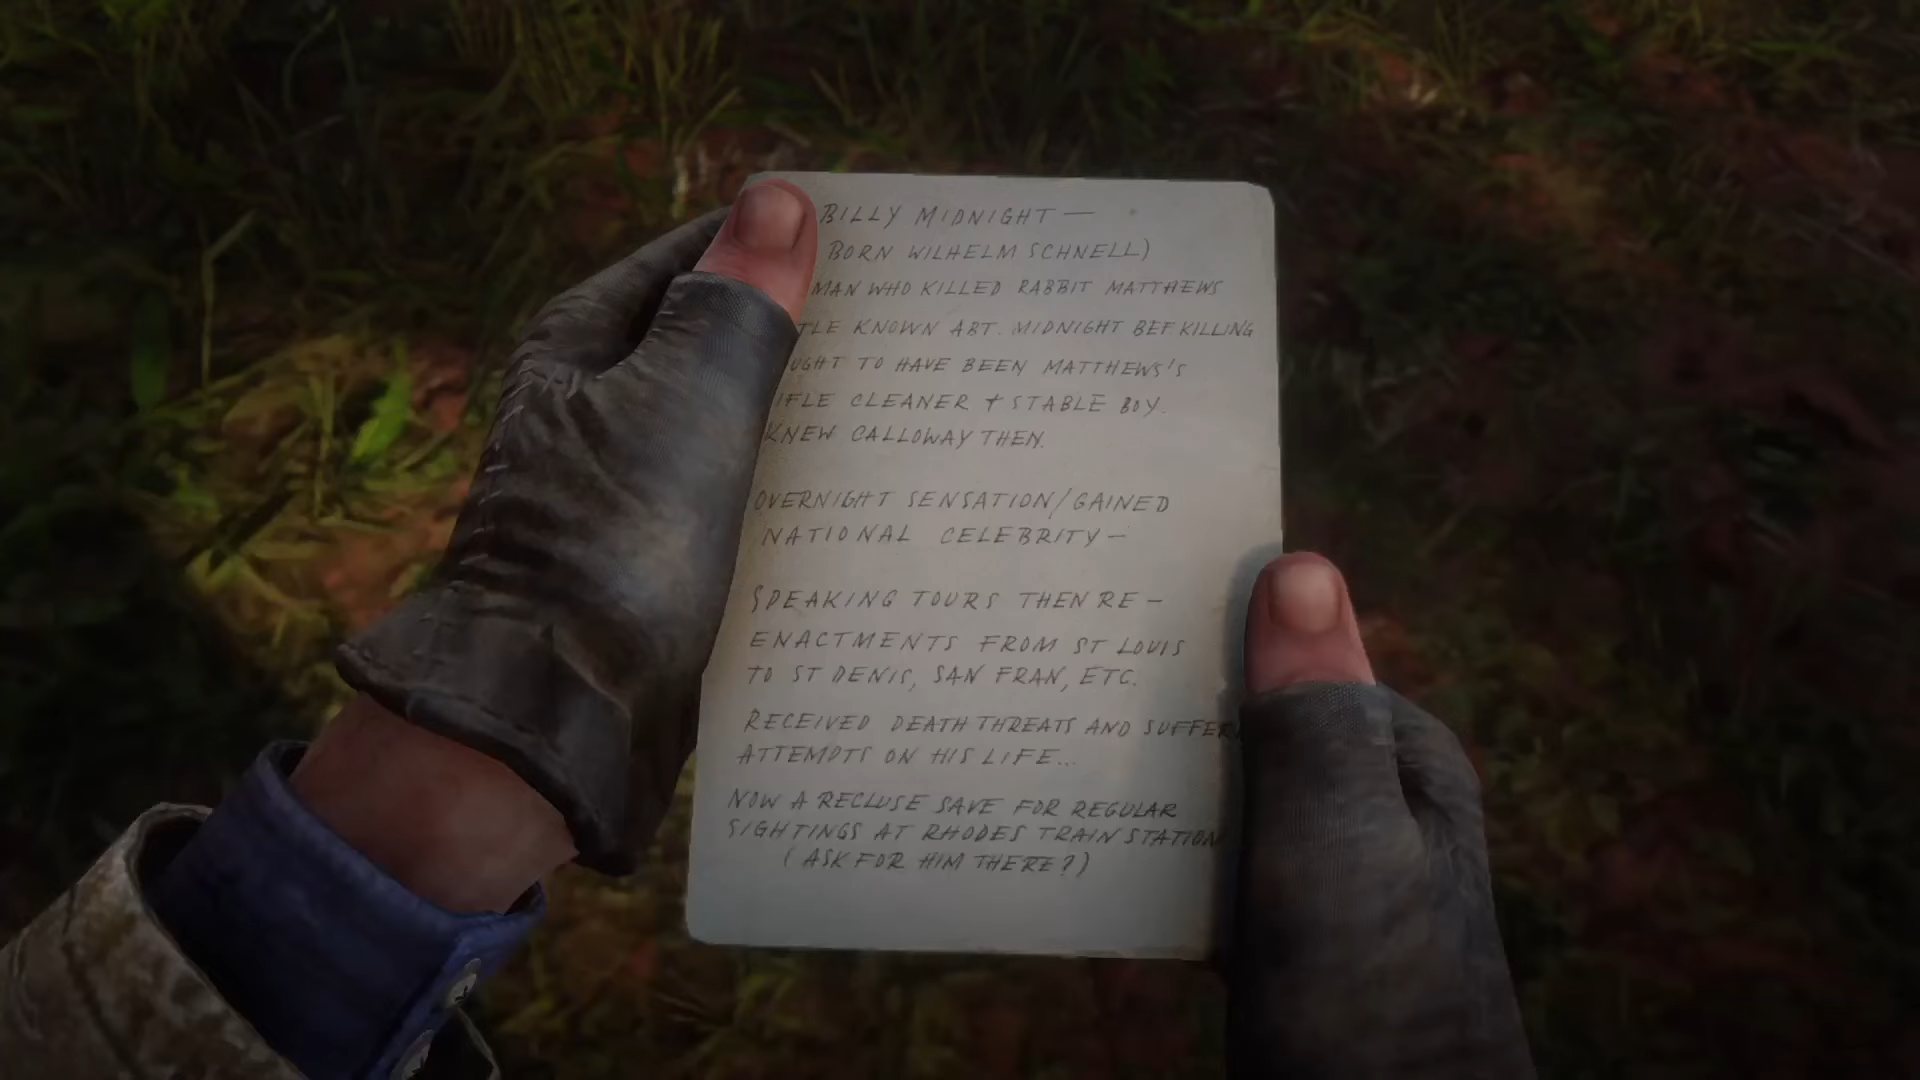 BILLY MIDNIGHT —
BORN WILHELM SCHNELL)
MAN WHO KILLED RABBIT MATTHEWS
TLE KNOWN ABT. MIDNIGHT BEF. KILLING
UGHT TO HAVE BEEN MATTHEWS'S
IFLE CLEANER + STABLE BOY.
KNEW CALLOWAY THEN.
OVERNIGHT SENSATION/GAINED
NATIONAL CELEBRITY —
SPEAKING TOURS THEN RE —
ENACTMENTS FROM ST LOUIS
TO ST DENIS, SAN FRAN, ETC.
RECEIVED DEATH THREATS AND SUFFER
ATTEMPTS ON HIS LIFE...
NOW A RECLUSE SAVE FOR REGULAR
SIGHTINGS AT RHODES TRAIN STATION
(ASK FOR HIM THERE?)